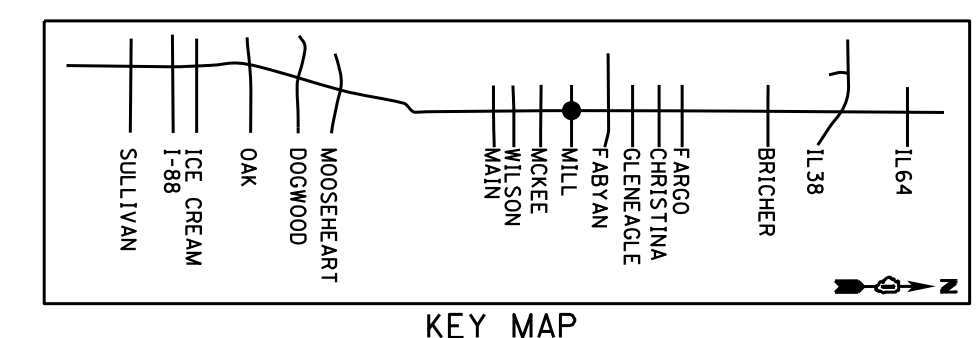 SULLIVAN
I-88
ICE CREAM
OAK
DOGWOOD
MOOSEHEART
MAIN
WILSON
MCKEE
MILL
FABYAN
GLENEAGLE
CHRISTINA
FARGO
BRICHER
IL38
IL64
N
KEY MAP